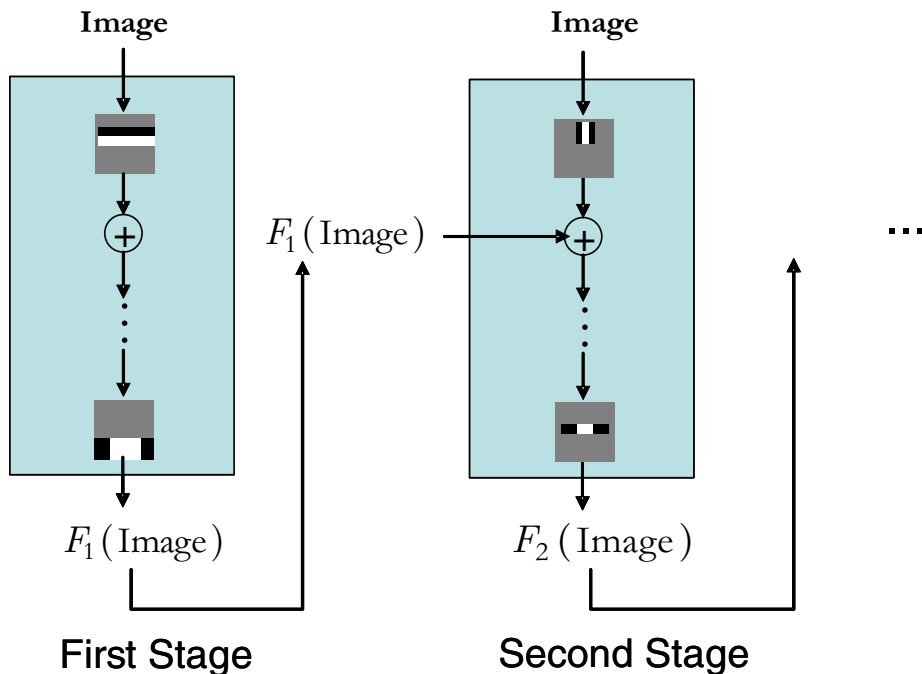 Image
+
F₁(Image)
First Stage
Image
F₁(Image)
+
F₂(Image)
Second Stage
...